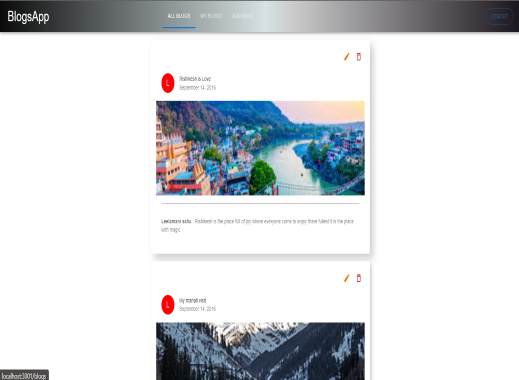 BlogsApp
ALL BLOGS MY BLOGS ADD BLOG
LOGOUT
L
Rishikesh is Love
September 14, 2016
Leelamani sahu : Rishikesh is the place full of joy where everyone come to enjoy there fullest it is the place
with magic
L
My manali visit
September 14, 2016
localhost:3001/blogs